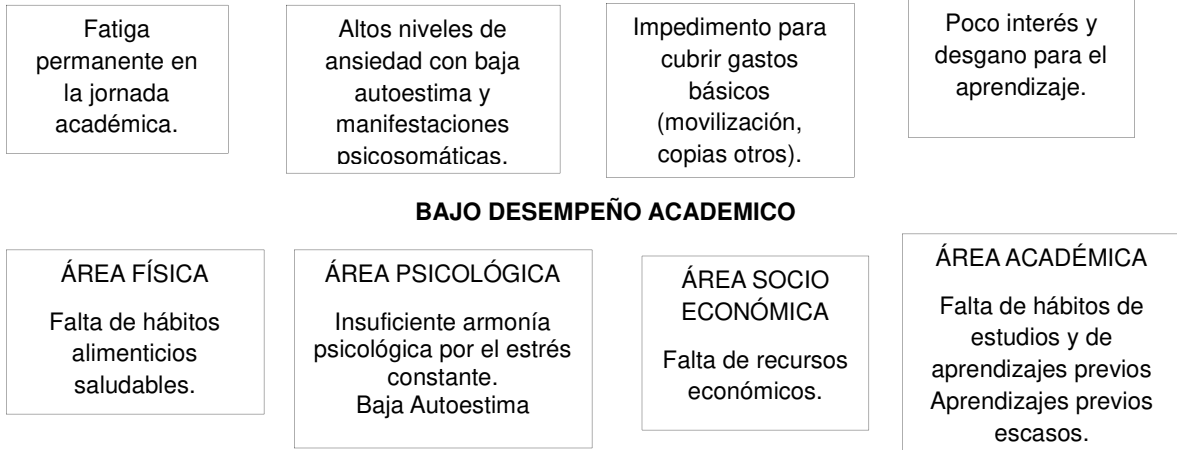 Fatiga
permanente en
la jornada
académica.
Altos niveles de
ansiedad con baja
autoestima y
manifestaciones
psicosomáticas.
Impedimento para
cubrir gastos
básicos
(movilización,
copias otros).
Poco interés y
desgano para el
aprendizaje.
BAJO DESEMPEÑO ACADEMICO
ÁREA FÍSICA
Falta de hábitos
alimenticios
saludables.
ÁREA PSICOLÓGICA
Insuficiente armonía
psicológica por el estrés
constante.
Baja Autoestima
ÁREA SOCIO
ECONÓMICA
Falta de recursos
económicos.
ÁREA ACADÉMICA
Falta de hábitos de
estudios y de
aprendizajes previos
Aprendizajes previos
escasos.